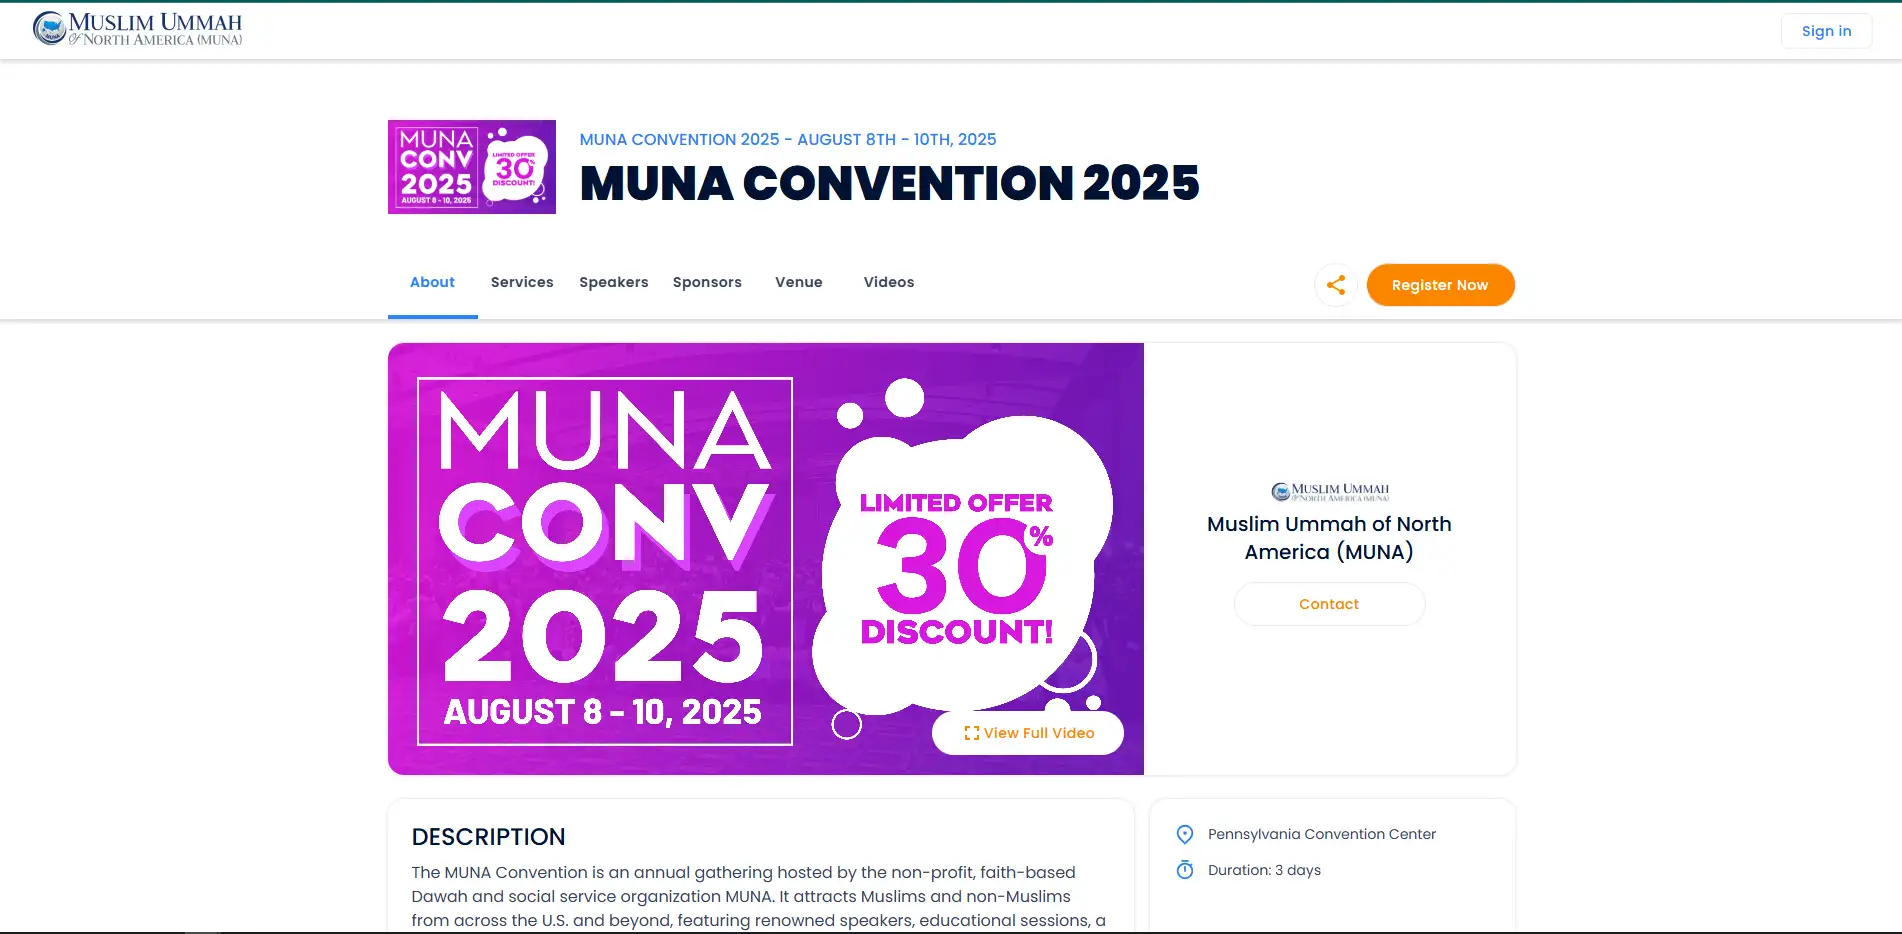 MUSLIM UMMAH
OF NORTH AMERICA (MUNA)
Sign in
MUNA
CONV
2025
AUGUST 8 - 10, 2025
LIMITED OFFER
30%
DISCOUNT!
MUNA CONVENTION 2025 - AUGUST 8TH - 10TH, 2025
MUNA CONVENTION 2025
About
Services
Speakers
Sponsors
Venue
Videos
Register Now
MUNA
CONV
2025
AUGUST 8 - 10, 2025
LIMITED OFFER
30%
DISCOUNT!
View Full Video
MUSLIM UMMAH
OF NORTH AMERICA (MUNA)
Muslim Ummah of North
America (MUNA)
Contact
DESCRIPTION
The MUNA Convention is an annual gathering hosted by the non-profit, faith-based
Dawah and social service organization MUNA. It attracts Muslims and non-Muslims
from across the U.S. and beyond, featuring renowned speakers, educational sessions, a
Pennsylvania Convention Center
Duration: 3 days